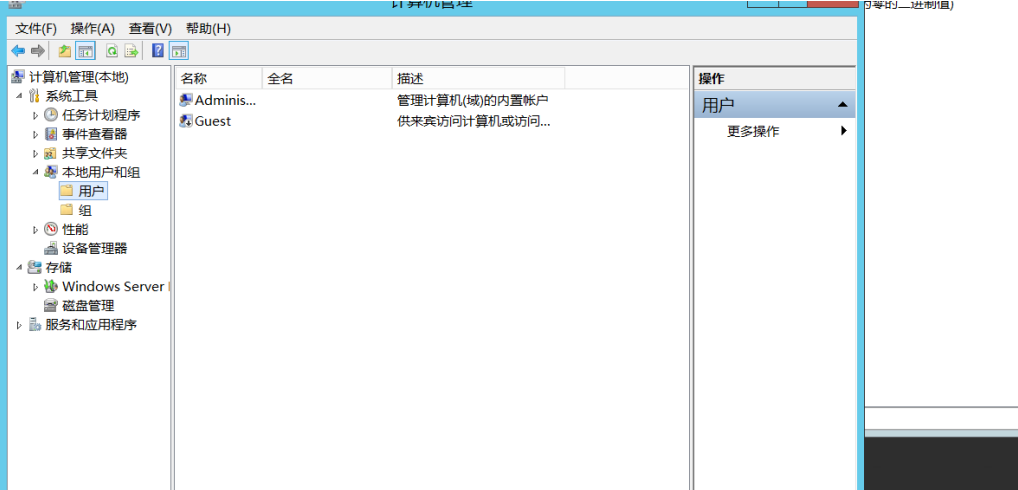 计算机管理
的零的二进制值)
文件(F) 操作(A) 查看(V) 帮助(H)
计算机管理(本地)
系统工具
任务计划程序
事件查看器
共享文件夹
本地用户和组
用户
组
性能
设备管理器
存储
Windows Server
磁盘管理
服务和应用程序
名称 全名 描述
Adminis... 管理计算机(域)的内置帐户
Guest 供来宾访问计算机或访问...
操作
用户
更多操作